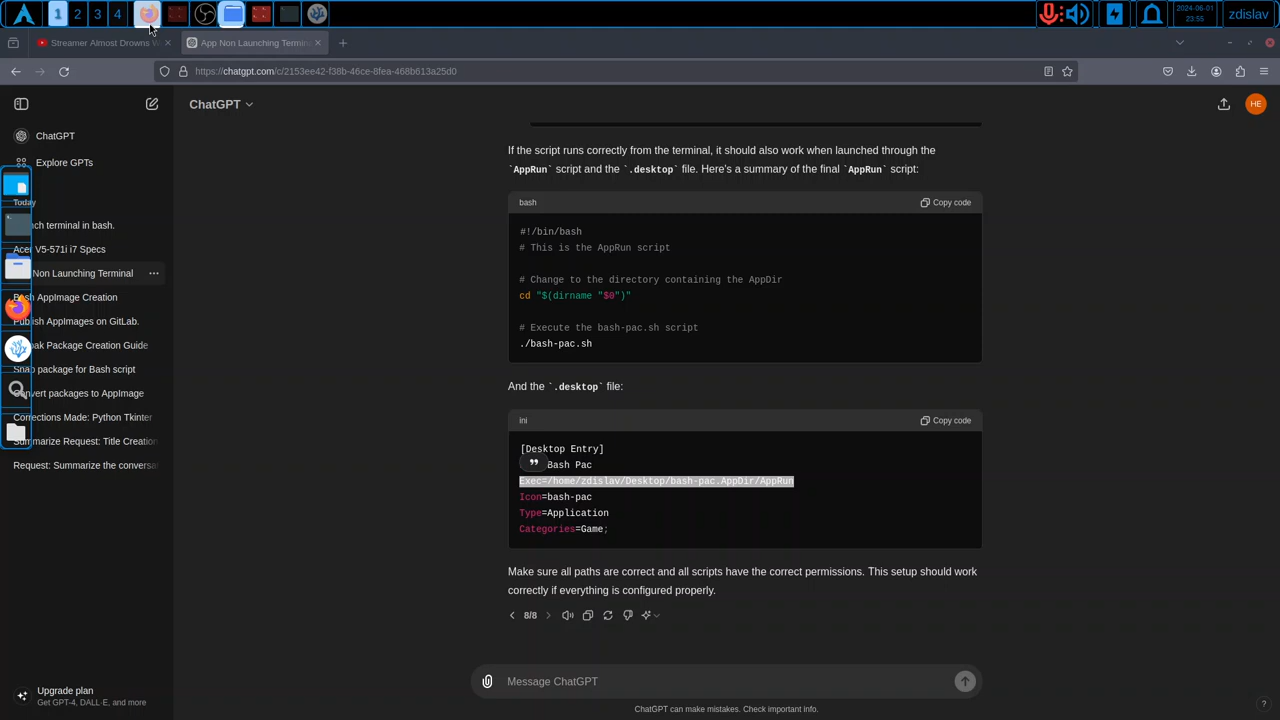 1 2 3 4
2024-06-01
23:55
zdislav
Streamer Almost Drowns W
App Non Launching Termin
https://chatgpt.com/c/2153ee42-f38b-46ce-8fea-468b613a25d0
ChatGPT
HE
ChatGPT
Explore GPTs
Today
nch terminal in bash.
Acer V5-571i i7 Specs
Non Launching Terminal
Bash AppImage Creation
Publish AppImages on GitLab.
ak Package Creation Guide
Snap package for Bash script
Convert packages to AppImage
Corrections Made: Python Tkinter
Summarize Request: Title Creation
Request: Summarize the conversa
Upgrade plan
Get GPT-4, DALL·E, and more
If the script runs correctly from the terminal, it should also work when launched through the
`AppRun` script and the `.desktop` file. Here's a summary of the final `AppRun` script:
bash
Copy code
#!/bin/bash
# This is the AppRun script
# Change to the directory containing the AppDir
cd "$(dirname "$0")"
# Execute the bash-pac.sh script
./bash-pac.sh
And the `.desktop` file:
ini
Copy code
[Desktop Entry]
Bash Pac
Exec=/home/zdislav/Desktop/bash-pac.AppDir/AppRun
Icon=bash-pac
Type=Application
Categories=Game;
Make sure all paths are correct and all scripts have the correct permissions. This setup should work
correctly if everything is configured properly.
8/8
Message ChatGPT
ChatGPT can make mistakes. Check important info.
?